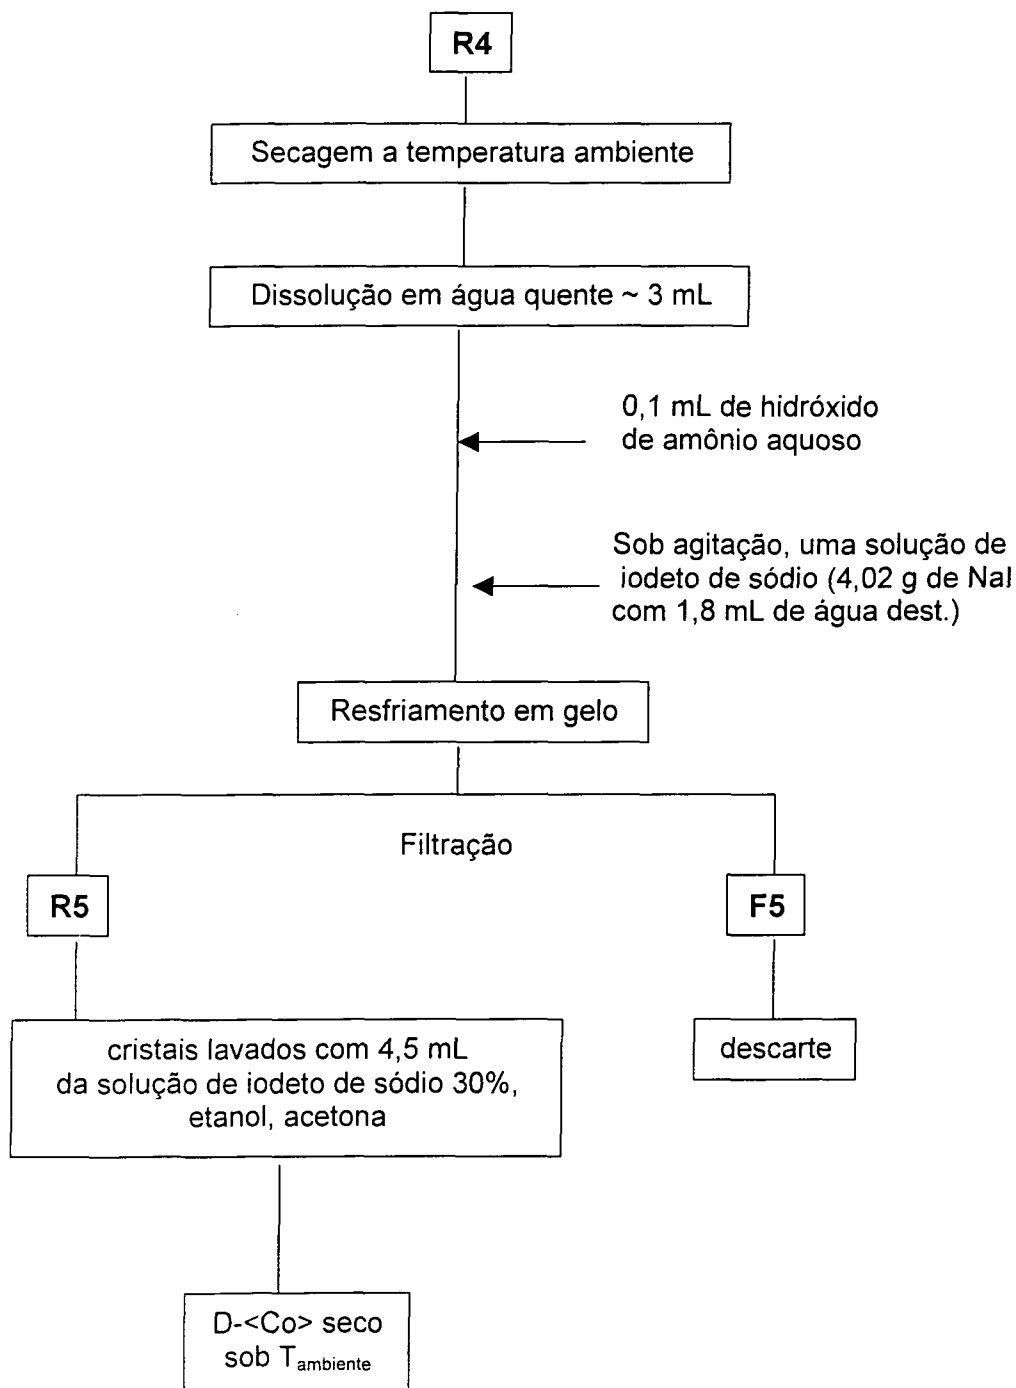 R4
Secagem a temperatura ambiente
Dissolução em água quente ~ 3 mL
0,1 mL de hidróxido
de amônio aquoso
Sob agitação, uma solução de
iodeto de sódio (4,02 g de NaI
com 1,8 mL de água dest.)
Resfriamento em gelo
Filtração
R5
F5
cristais lavados com 4,5 mL
da solução de iodeto de sódio 30%,
etanol, acetona
descarte
D-<Co> seco
sob Tambiente